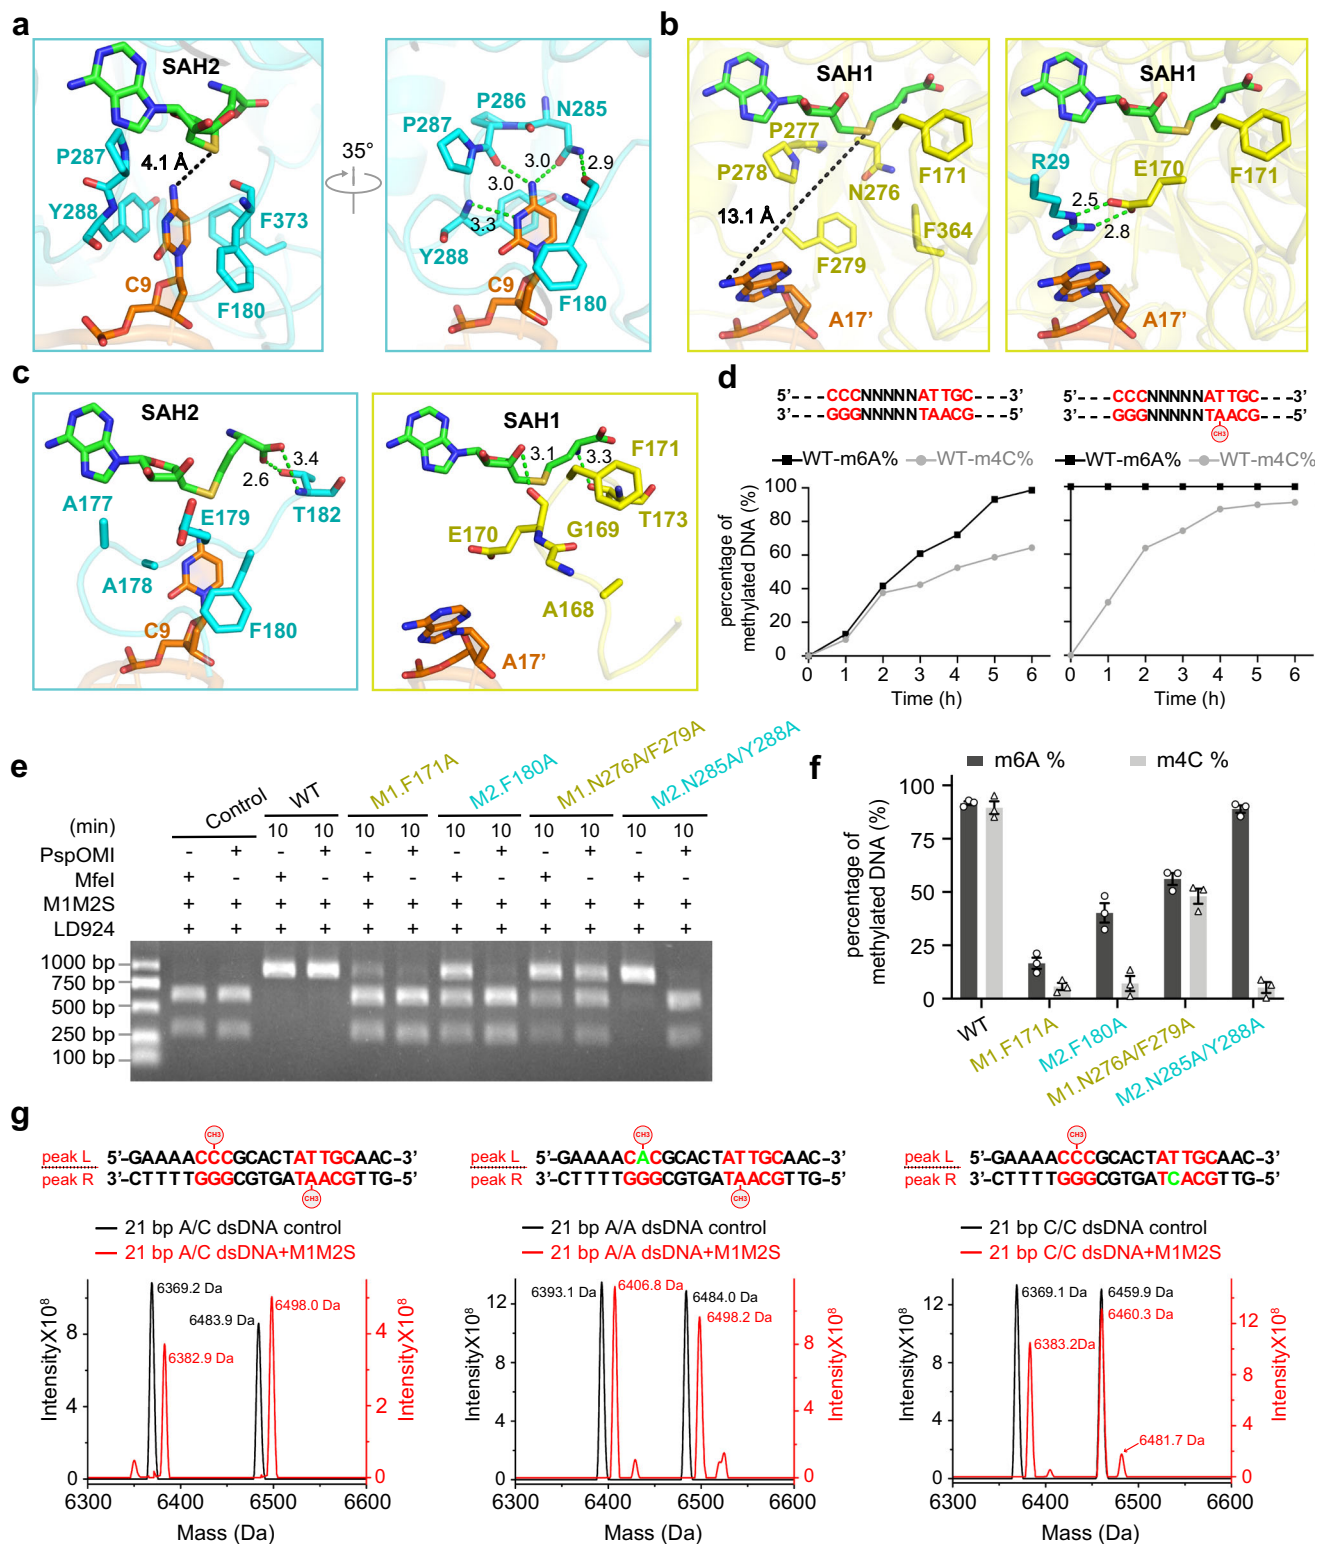 a
SAH2
P287
4.1 Å
Y288
F373
C9
F180
35°
P286
N285
P287
3.0
2.9
3.0
3.3
Y288
F180
C9
b
SAH1
P277
P278
N276
F171
13.1 Å
F364
F279
A17’
SAH1
R29
E170
2.5
F171
2.8
A17’
c
SAH2
3.4
2.6
A177
E179
T182
A178
C9
F180
SAH1
F171
3.1
3.3
T173
E170
G169
A168
A17’
d
5’---CCCNNNNNATTGC---3’
3’---GGGNNNNNTAACG---5’
5’---CCCNNNNNATTGC---3’
3’---GGGNNNNNTAACG---5’
CH3
WT-m6A% WT-m4C%
WT-m6A% WT-m4C%
percentage of
methylated DNA (%)
100
80
60
40
20
0
0 1 2 3 4 5 6
Time (h)
0 1 2 3 4 5 6
Time (h)
e
Control
WT
M1.F171A
M2.F180A
M1.N276A/F279A
M2.N285A/Y288A
(min) 10 10 10 10 10 10 10 10 10 10
PspOMI - + - + - + - + - + - +
MfeI + - + - + - + - + - + -
M1M2S + + + + + + + + + + + +
LD924 + + + + + + + + + + + +
1000 bp
750 bp
500 bp
250 bp
100 bp
f
m6A % m4C %
percentage of
methylated DNA (%)
100
75
50
25
0
WT
M1.F171A
M2.F180A
M1.N276A/F279A
M2.N285A/Y288A
g
CH3
peak L 5’-GAAAACCCGCACTATTGCAAC-3’
peak R 3’-CTTTTGGGCGTGATAACGTTG-5’
CH3
21 bp A/C dsDNA control
21 bp A/C dsDNA+M1M2S
6369.2 Da
6483.9 Da
6498.0 Da
6382.9 Da
IntensityX10⁸
8
4
0
IntensityX10⁸
4
2
0
6300 6400 6500 6600
Mass (Da)
CH3
peak L 5’-GAAAACACGCACTATTGCAAC-3’
peak R 3’-CTTTTGGGCGTGATAACGTTG-5’
CH3
21 bp A/A dsDNA control
21 bp A/A dsDNA+M1M2S
6393.1 Da
6406.8 Da
6484.0 Da
6498.2 Da
IntensityX10⁸
12
8
4
0
IntensityX10⁸
8
4
0
6300 6400 6500 6600
Mass (Da)
CH3
peak L 5’-GAAAACCCGCACTATTGCAAC-3’
peak R 3’-CTTTTGGGCGTGATCACGTTG-5’
21 bp C/C dsDNA control
21 bp C/C dsDNA+M1M2S
6369.1 Da
6459.9 Da
6460.3 Da
6383.2Da
6481.7 Da
IntensityX10⁸
12
8
4
0
IntensityX10⁸
12
8
4
0
6300 6400 6500 6600
Mass (Da)